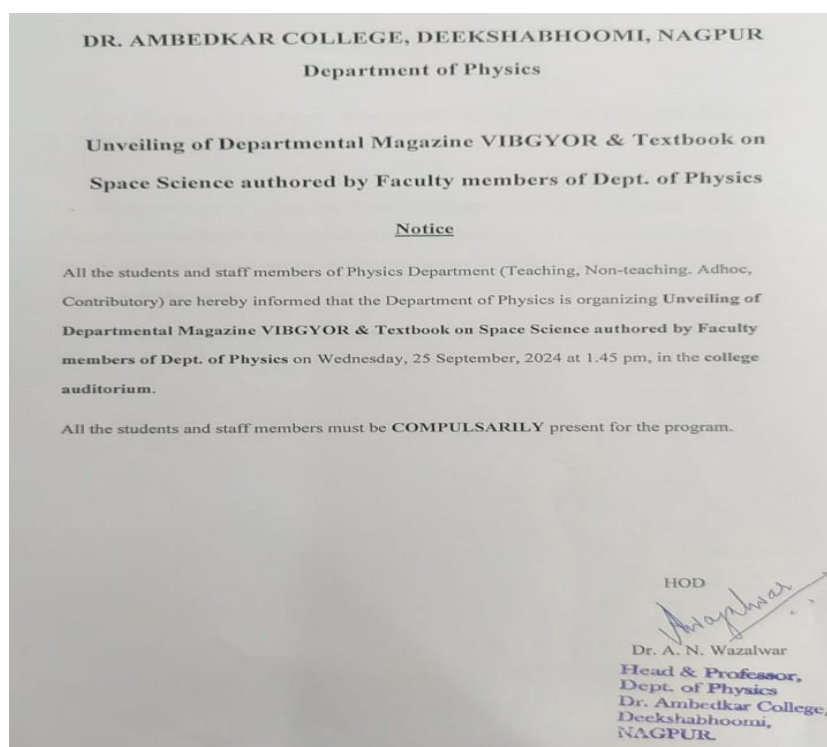 DR. AMBEDKAR COLLEGE, DEEKSHABHOOMI, NAGPUR
Department of Physics
Unveiling of Departmental Magazine VIBGYOR & Textbook on
Space Science authored by Faculty members of Dept. of Physics
Notice
All the students and staff members of Physics Department (Teaching, Non-teaching. Adhoc,
Contributory) are hereby informed that the Department of Physics is organizing Unveiling of
Departmental Magazine VIBGYOR & Textbook on Space Science authored by Faculty
members of Dept. of Physics on Wednesday, 25 September, 2024 at 1.45 pm, in the college
auditorium.
All the students and staff members must be COMPULSARILY present for the program.
HOD
Dr. A. N. Wazalwar
Head & Professor,
Dept. of Physics
Dr. Ambedkar College,
Deekshabhoomi,
NAGPUR.